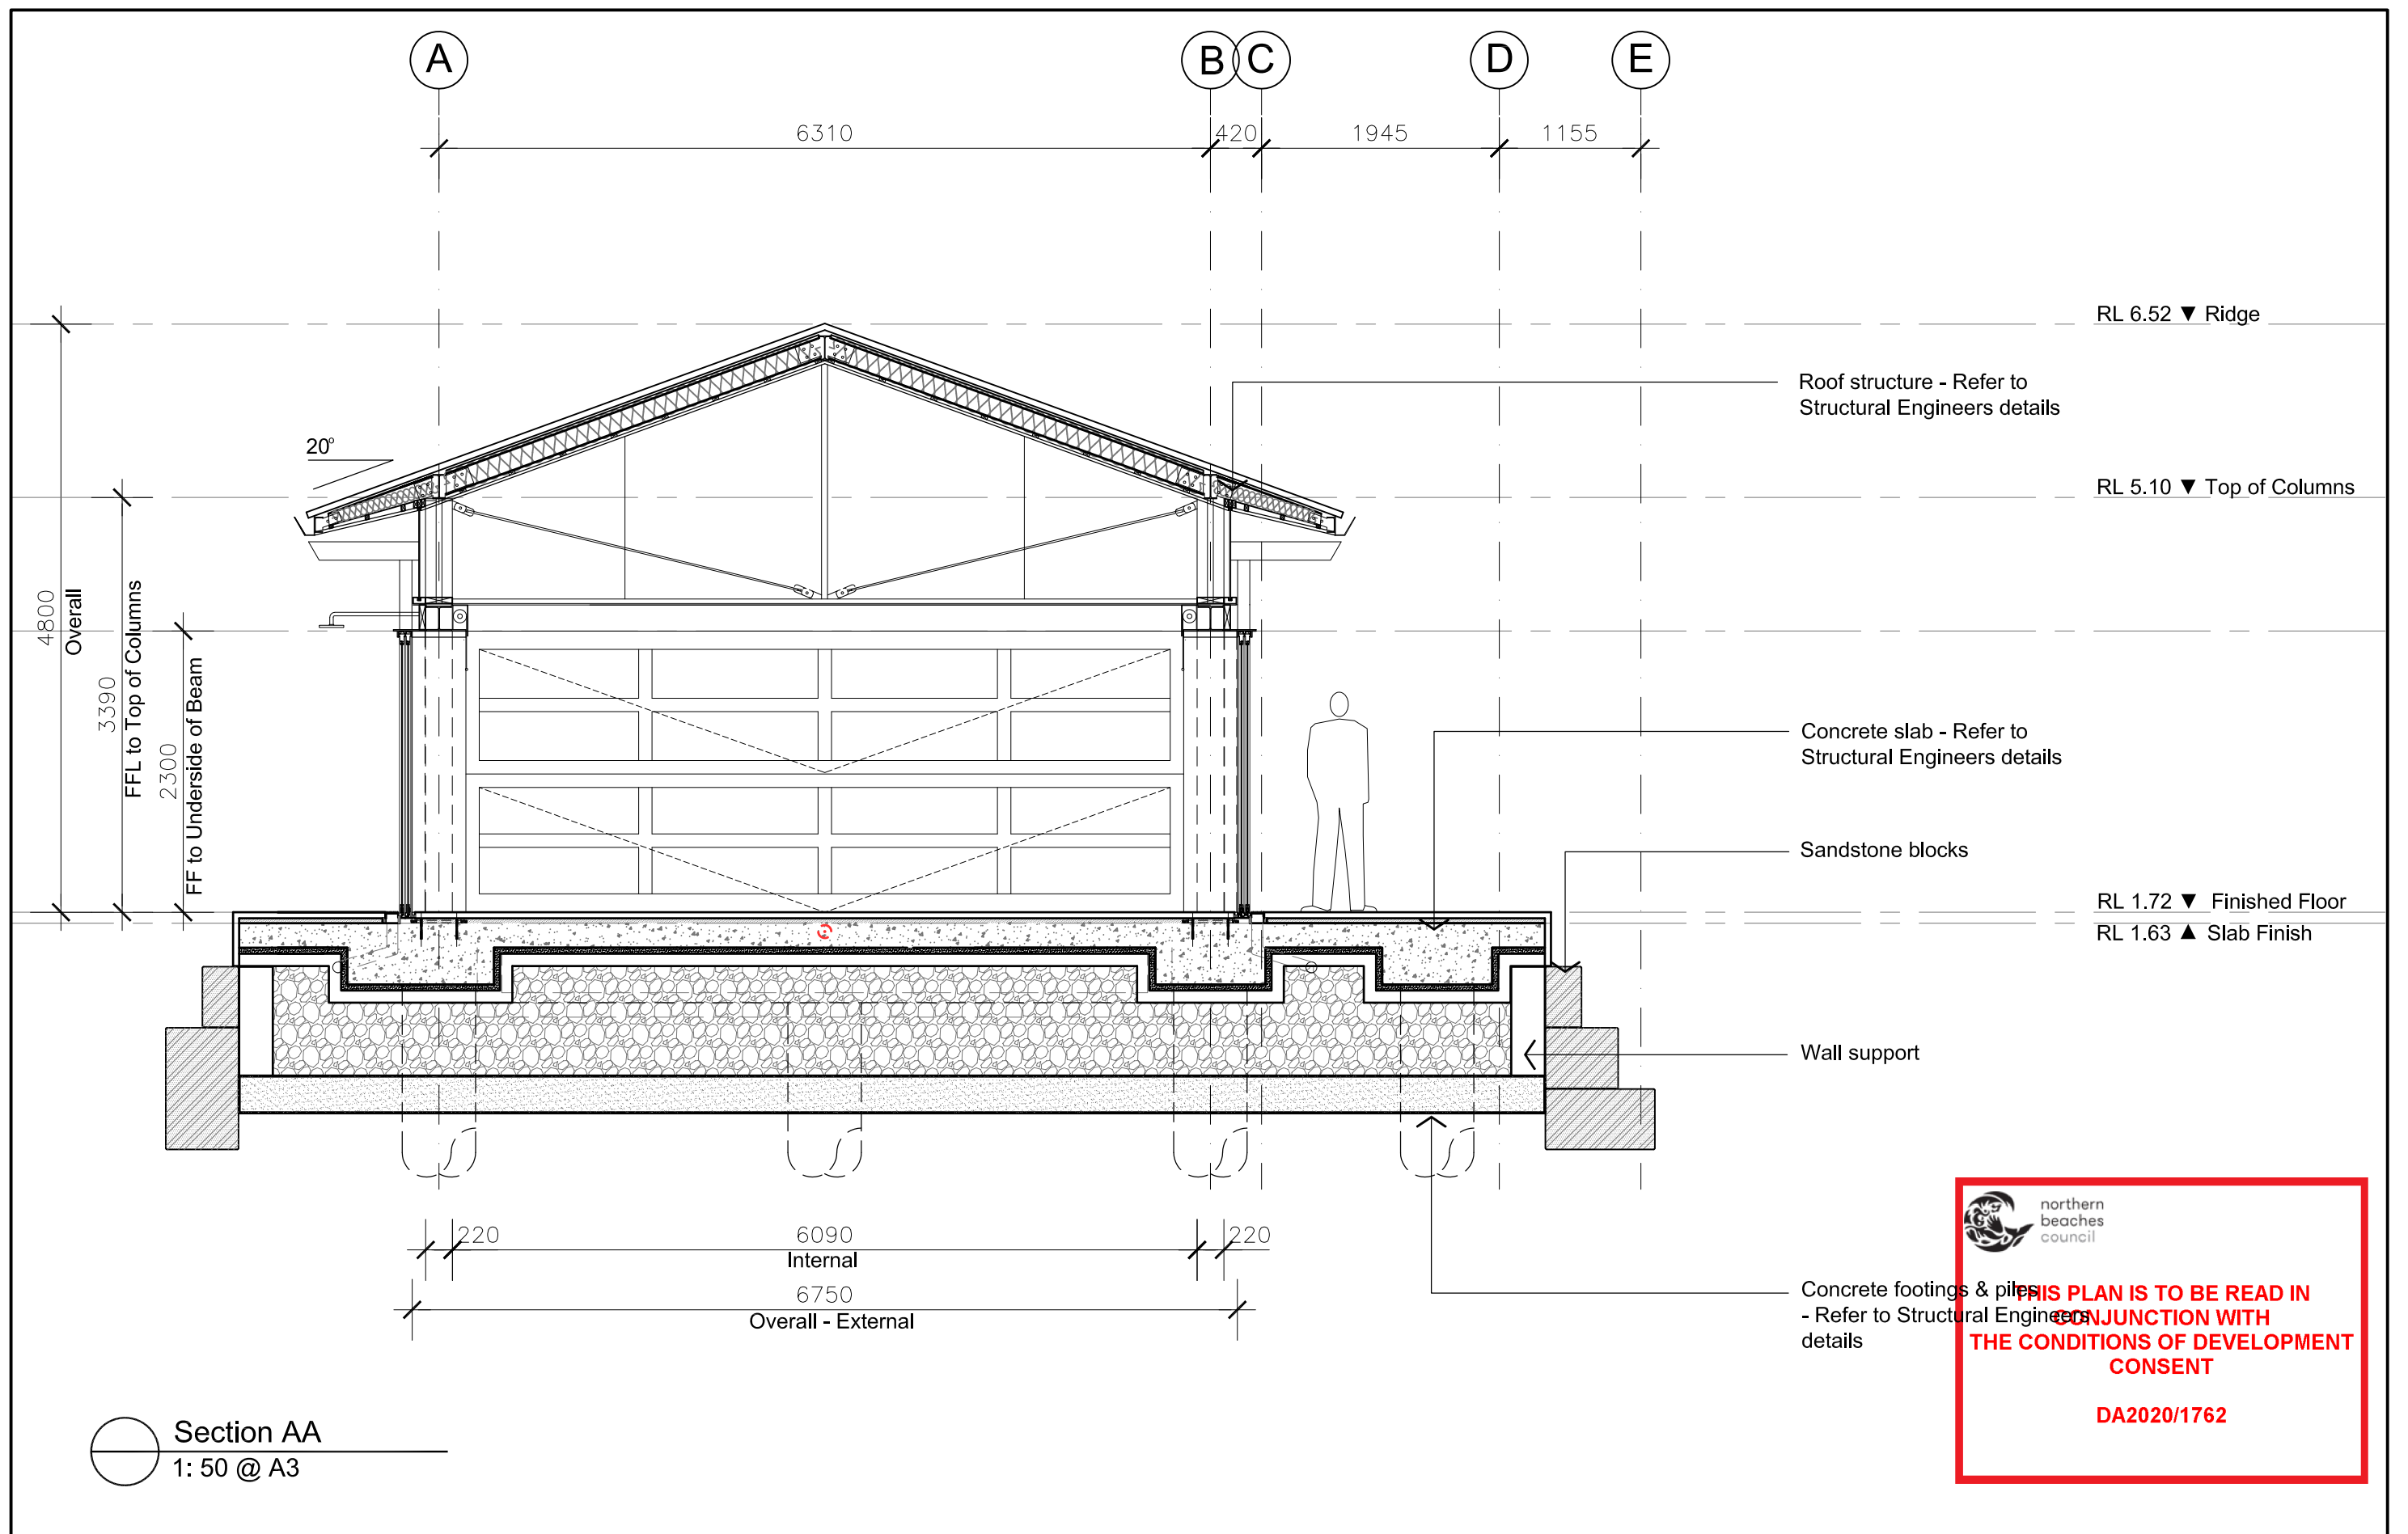 A
B
C
D
E
6310
420
1945
1155
RL 6.52 ▼ Ridge
Roof structure - Refer to
Structural Engineers details
20°
RL 5.10 ▼ Top of Columns
4800
Overall
3390
FFL to Top of Columns
2300
FF to Underside of Beam
Concrete slab - Refer to
Structural Engineers details
Sandstone blocks
RL 1.72 ▼ Finished Floor
RL 1.63 ▲ Slab Finish
Wall support
220
6090
220
Internal
6750
Overall - External
Concrete footings & piles
- Refer to Structural Engineers
details
northern
beaches
council
THIS PLAN IS TO BE READ IN
CONJUNCTION WITH
THE CONDITIONS OF DEVELOPMENT
CONSENT
DA2020/1762
Section AA
1: 50 @ A3